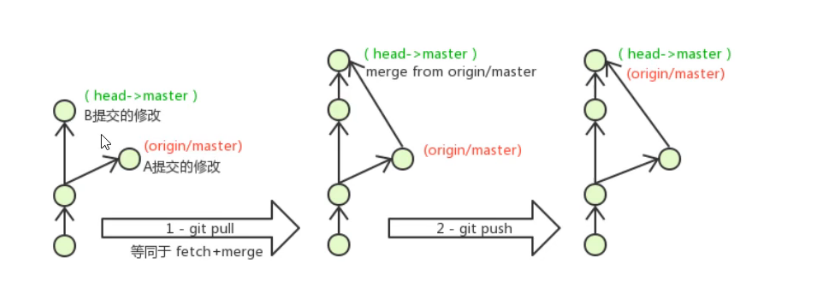 ( head->master )
B提交的修改
(origin/master)
A提交的修改
1 - git pull
等同于 fetch+merge
( head->master )
merge from origin/master
(origin/master)
2 - git push
( head->master )
(origin/master)